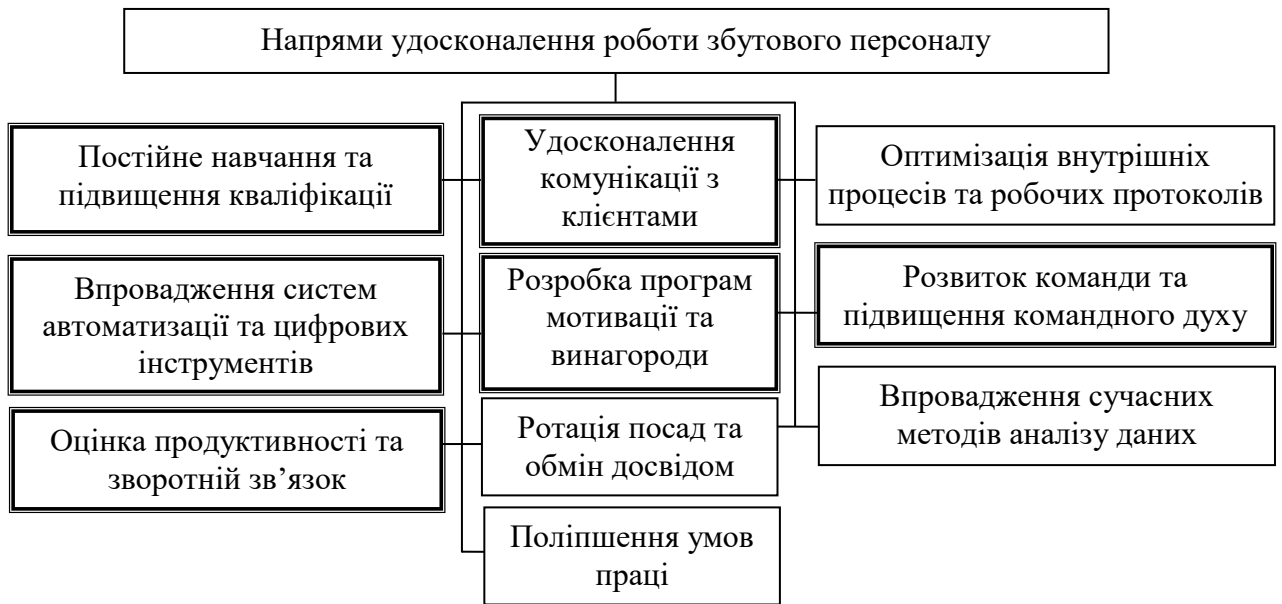 Напрями удосконалення роботи збутового персоналу
Постійне навчання та
підвищення кваліфікації
Удосконалення
комунікації з
клієнтами
Оптимізація внутрішніх
процесів та робочих протоколів
Впровадження систем
автоматизації та цифрових
інструментів
Розробка програм
мотивації та
винагороди
Розвиток команди та
підвищення командного духу
Оцінка продуктивності та
зворотній зв’язок
Ротація посад та
обмін досвідом
Впровадження сучасних
методів аналізу даних
Поліпшення умов
праці